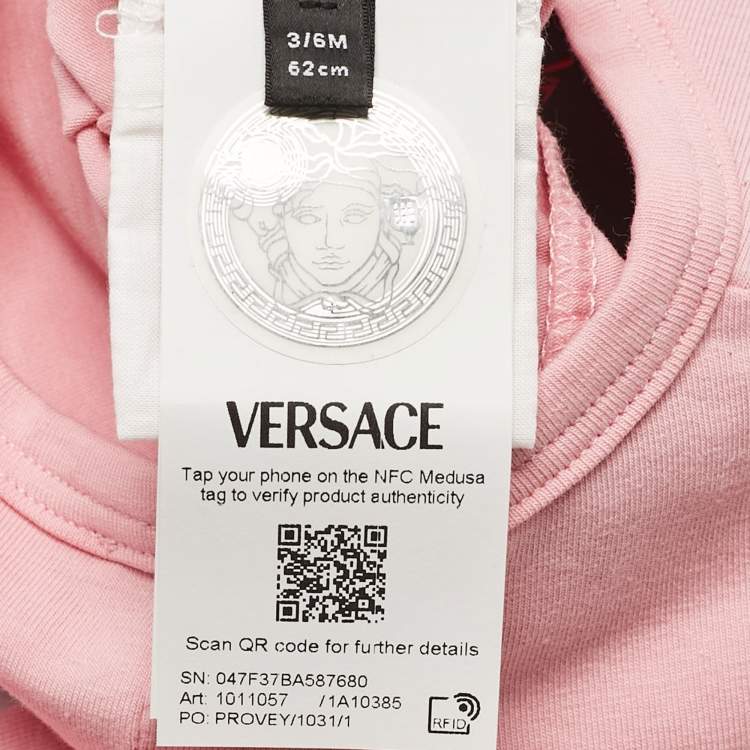 3/6M
62cm
VERSACE
Tap your phone on the NFC Medusa
tag to verify product authenticity
Scan QR code for further details
SN: 047F37BA587680
Art: 1011057 /1A10385
PO: PROVEY/1031/1
RFID